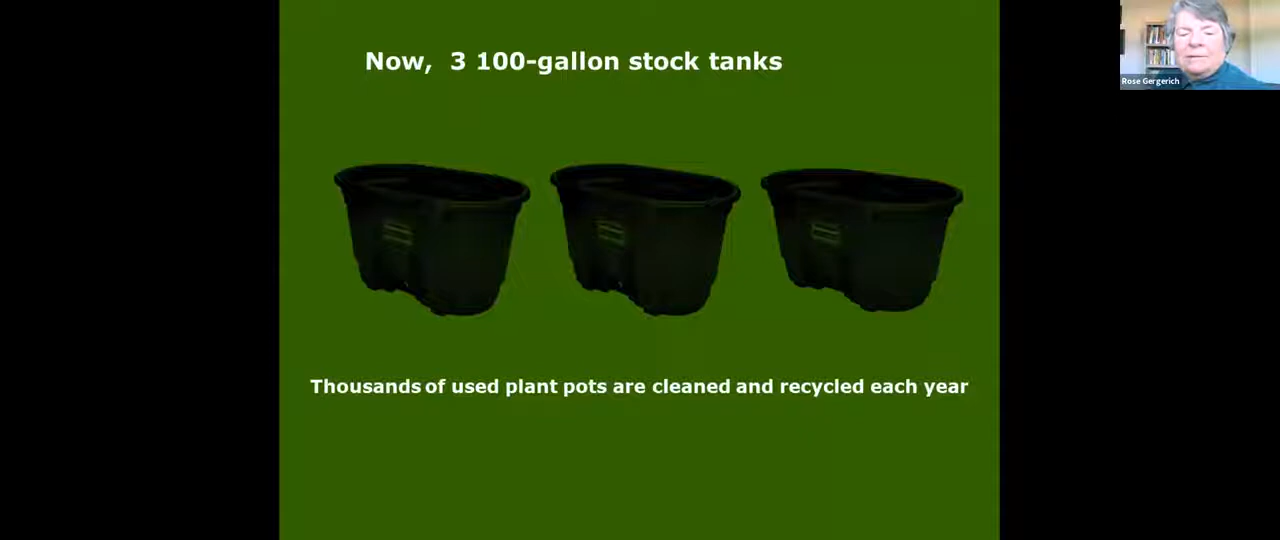 Now,  3 100-gallon stock tanks
Rose Gergerich
Thousands of used plant pots are cleaned and recycled each year